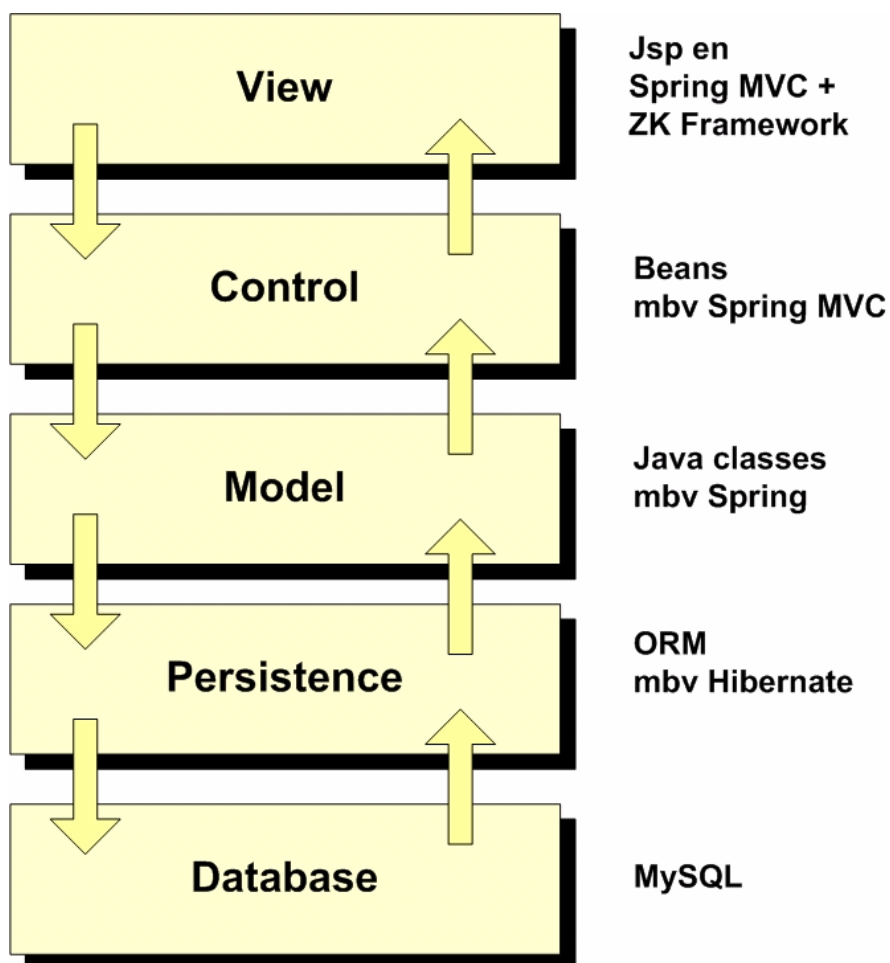 View
Jsp en
Spring MVC +
ZK Framework
Control
Beans
mbv Spring MVC
Model
Java classes
mbv Spring
Persistence
ORM
mbv Hibernate
Database
MySQL